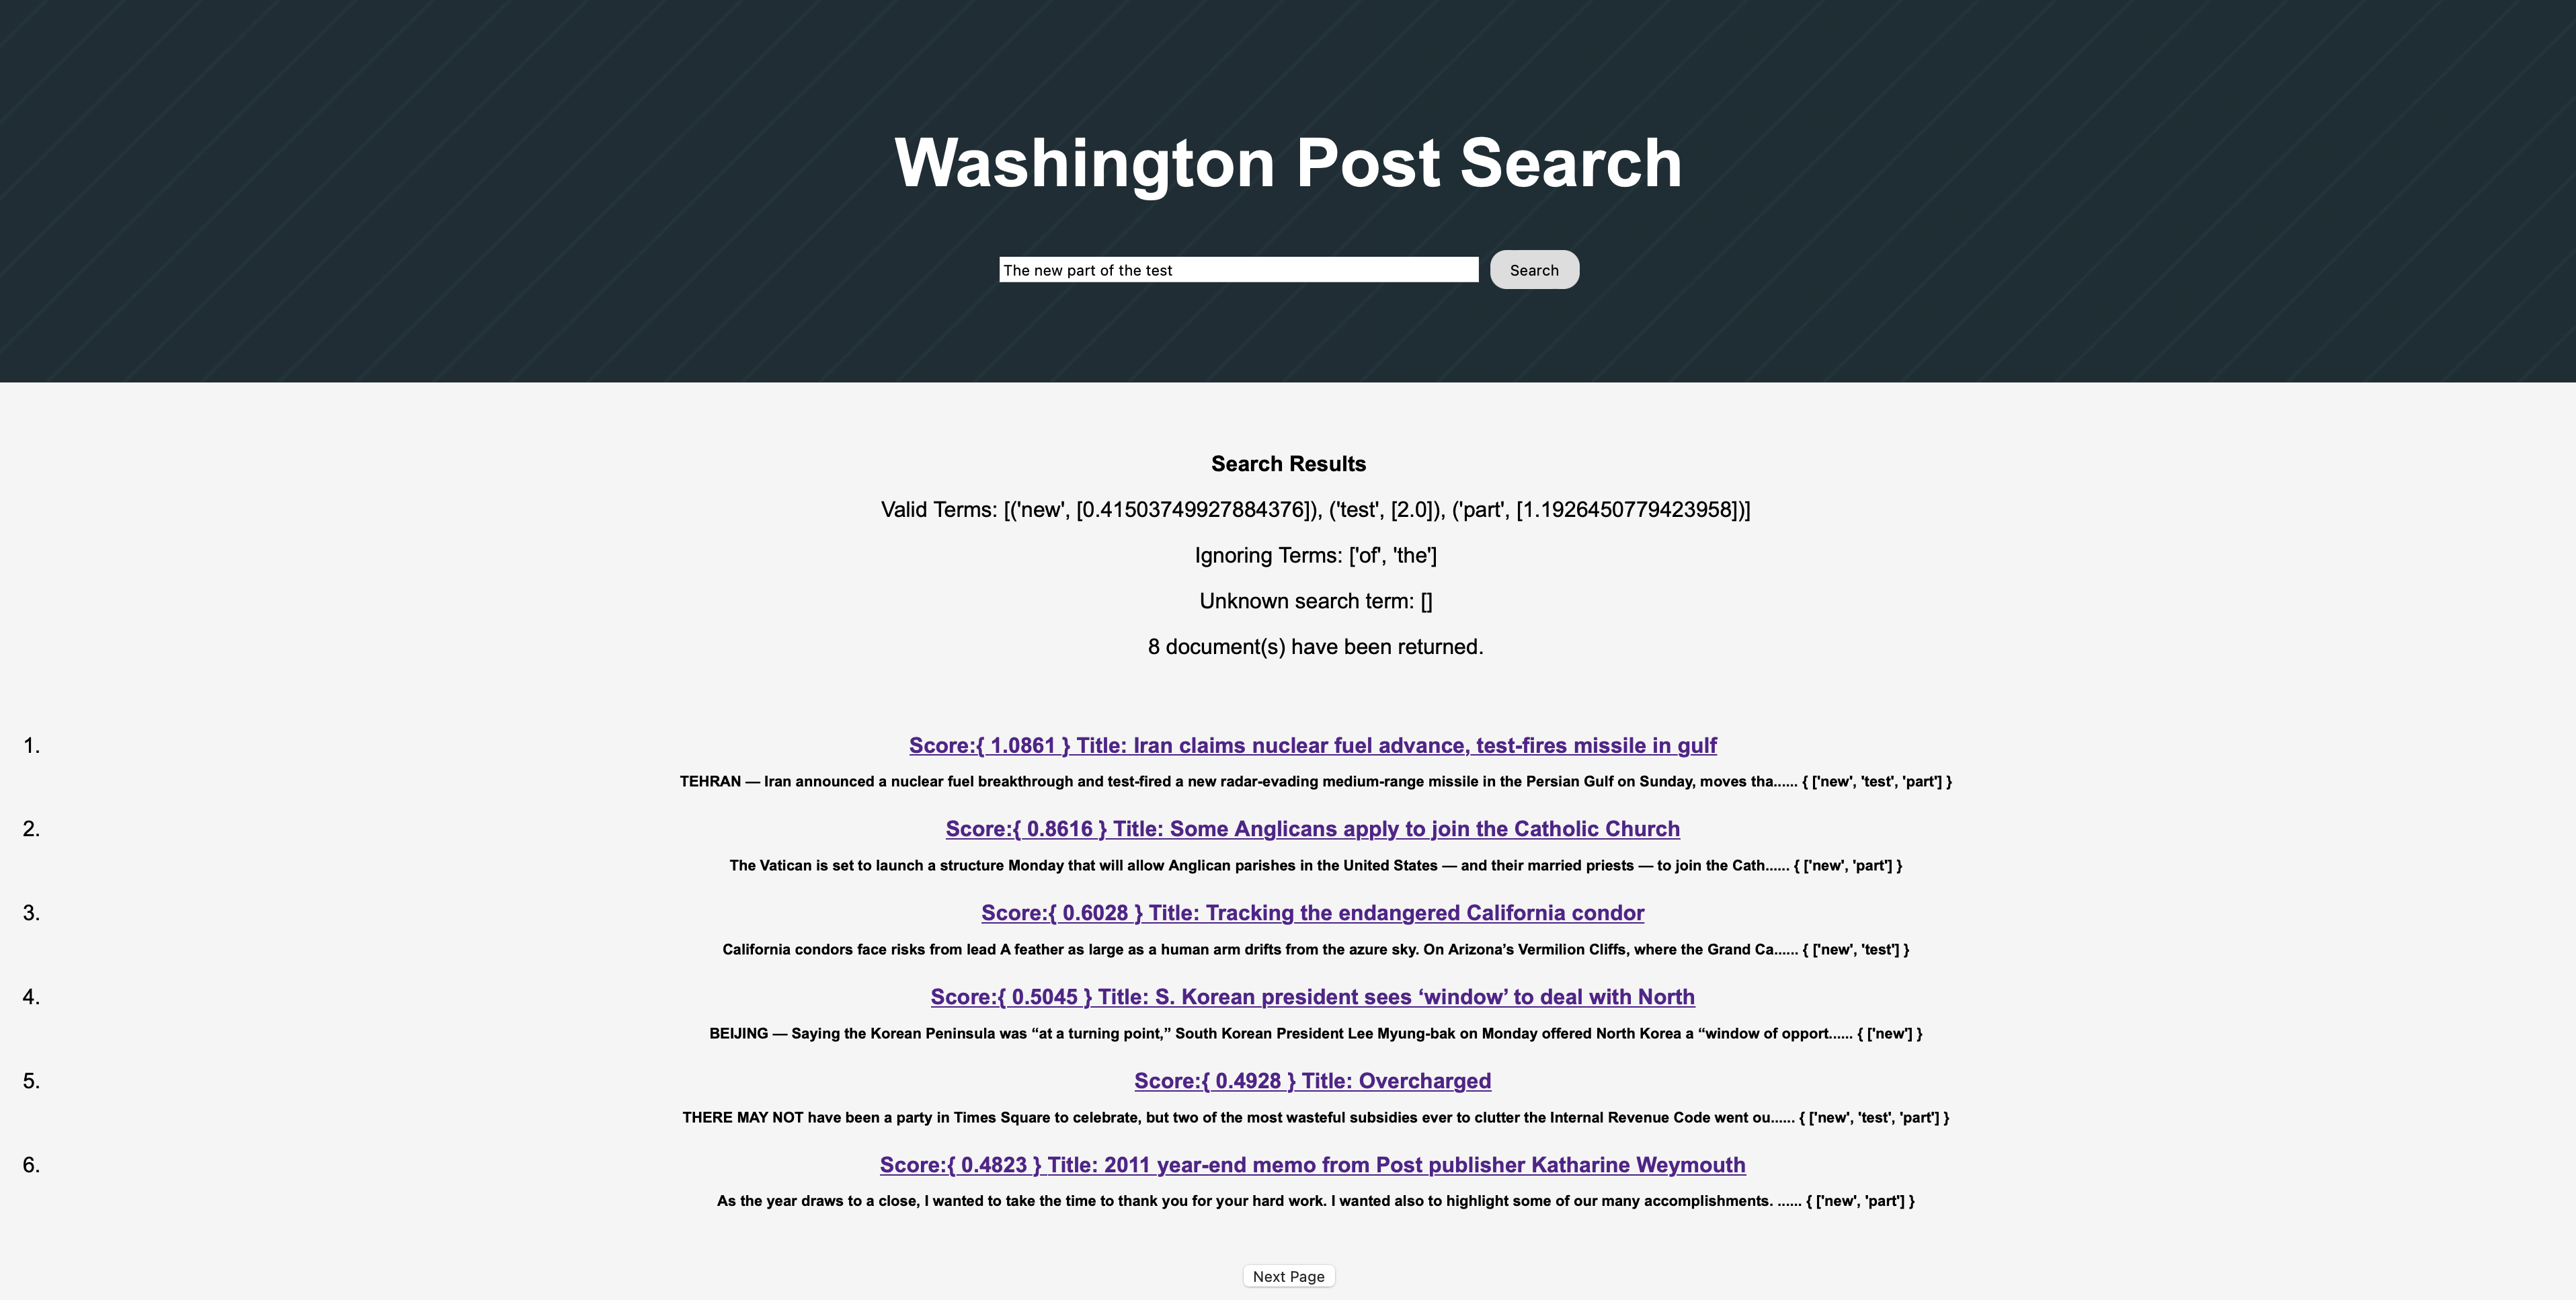 Washington Post Search
The new part of the test
Search
Search Results
Valid Terms: [('new', [0.41503749927884376]), ('test', [2.0]), ('part', [1.1926450779423958])]
Ignoring Terms: ['of', 'the']
Unknown search term: []
8 document(s) have been returned.
1. Score:{ 1.0861 } Title: Iran claims nuclear fuel advance, test-fires missile in gulf
TEHRAN — Iran announced a nuclear fuel breakthrough and test-fired a new radar-evading medium-range missile in the Persian Gulf on Sunday, moves tha...... { ['new', 'test', 'part'] }
2. Score:{ 0.8616 } Title: Some Anglicans apply to join the Catholic Church
The Vatican is set to launch a structure Monday that will allow Anglican parishes in the United States — and their married priests — to join the Cath...... { ['new', 'part'] }
3. Score:{ 0.6028 } Title: Tracking the endangered California condor
California condors face risks from lead A feather as large as a human arm drifts from the azure sky. On Arizona’s Vermilion Cliffs, where the Grand Ca...... { ['new', 'test'] }
4. Score:{ 0.5045 } Title: S. Korean president sees ‘window’ to deal with North
BEIJING — Saying the Korean Peninsula was “at a turning point,” South Korean President Lee Myung-bak on Monday offered North Korea a “window of opport...... { ['new'] }
5. Score:{ 0.4928 } Title: Overcharged
THERE MAY NOT have been a party in Times Square to celebrate, but two of the most wasteful subsidies ever to clutter the Internal Revenue Code went ou...... { ['new', 'test', 'part'] }
6. Score:{ 0.4823 } Title: 2011 year-end memo from Post publisher Katharine Weymouth
As the year draws to a close, I wanted to take the time to thank you for your hard work. I wanted also to highlight some of our many accomplishments. ...... { ['new', 'part'] }
Next Page